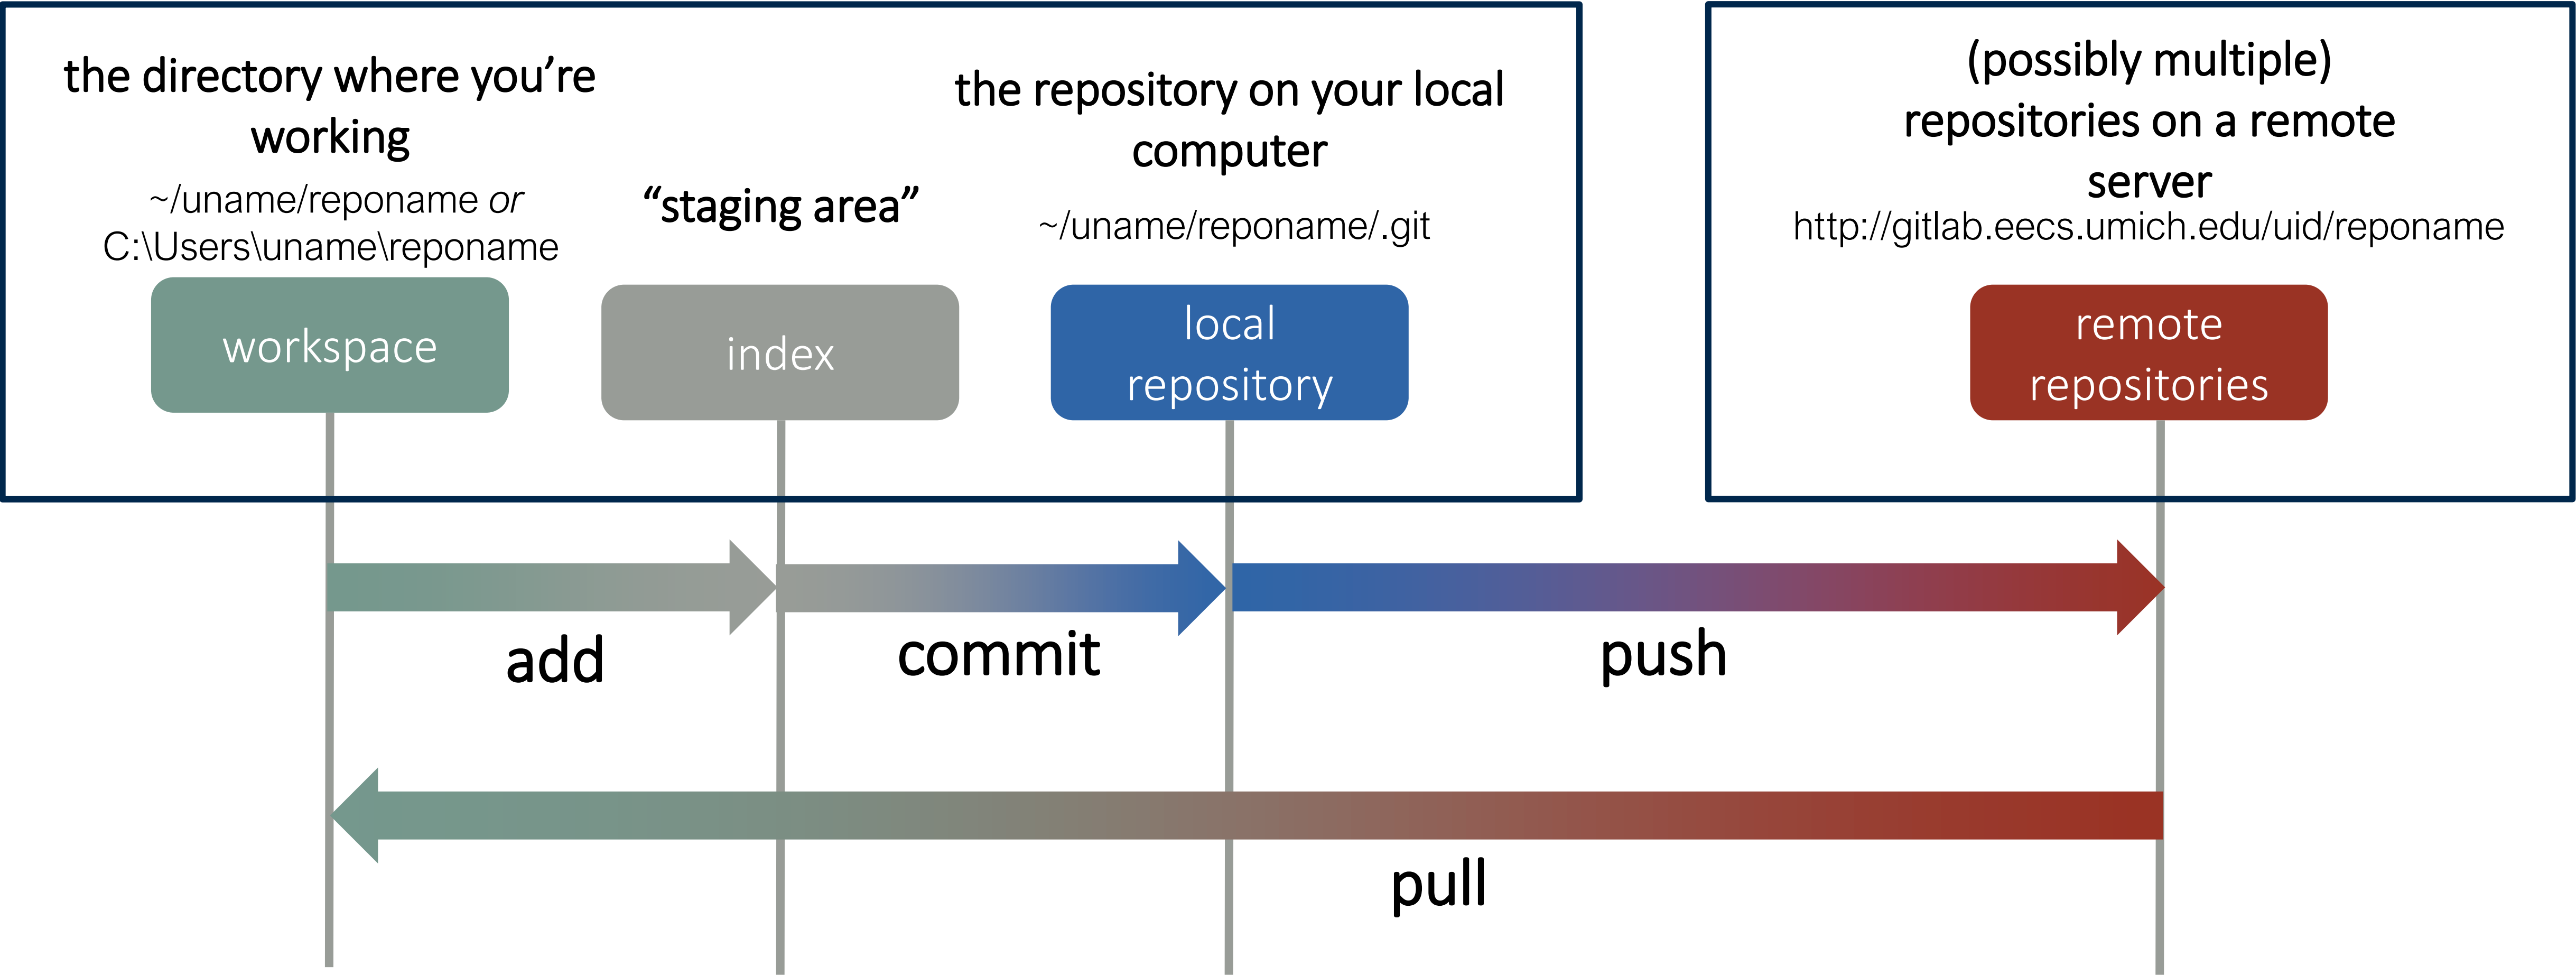 the directory where you’re
working
~/uname/reponame or
C:\Users\uname\reponame
workspace
“staging area”
index
the repository on your local
computer
~/uname/reponame/.git
local
repository
(possibly multiple)
repositories on a remote
server
http://gitlab.eecs.umich.edu/uid/reponame
remote
repositories
add
commit
push
pull